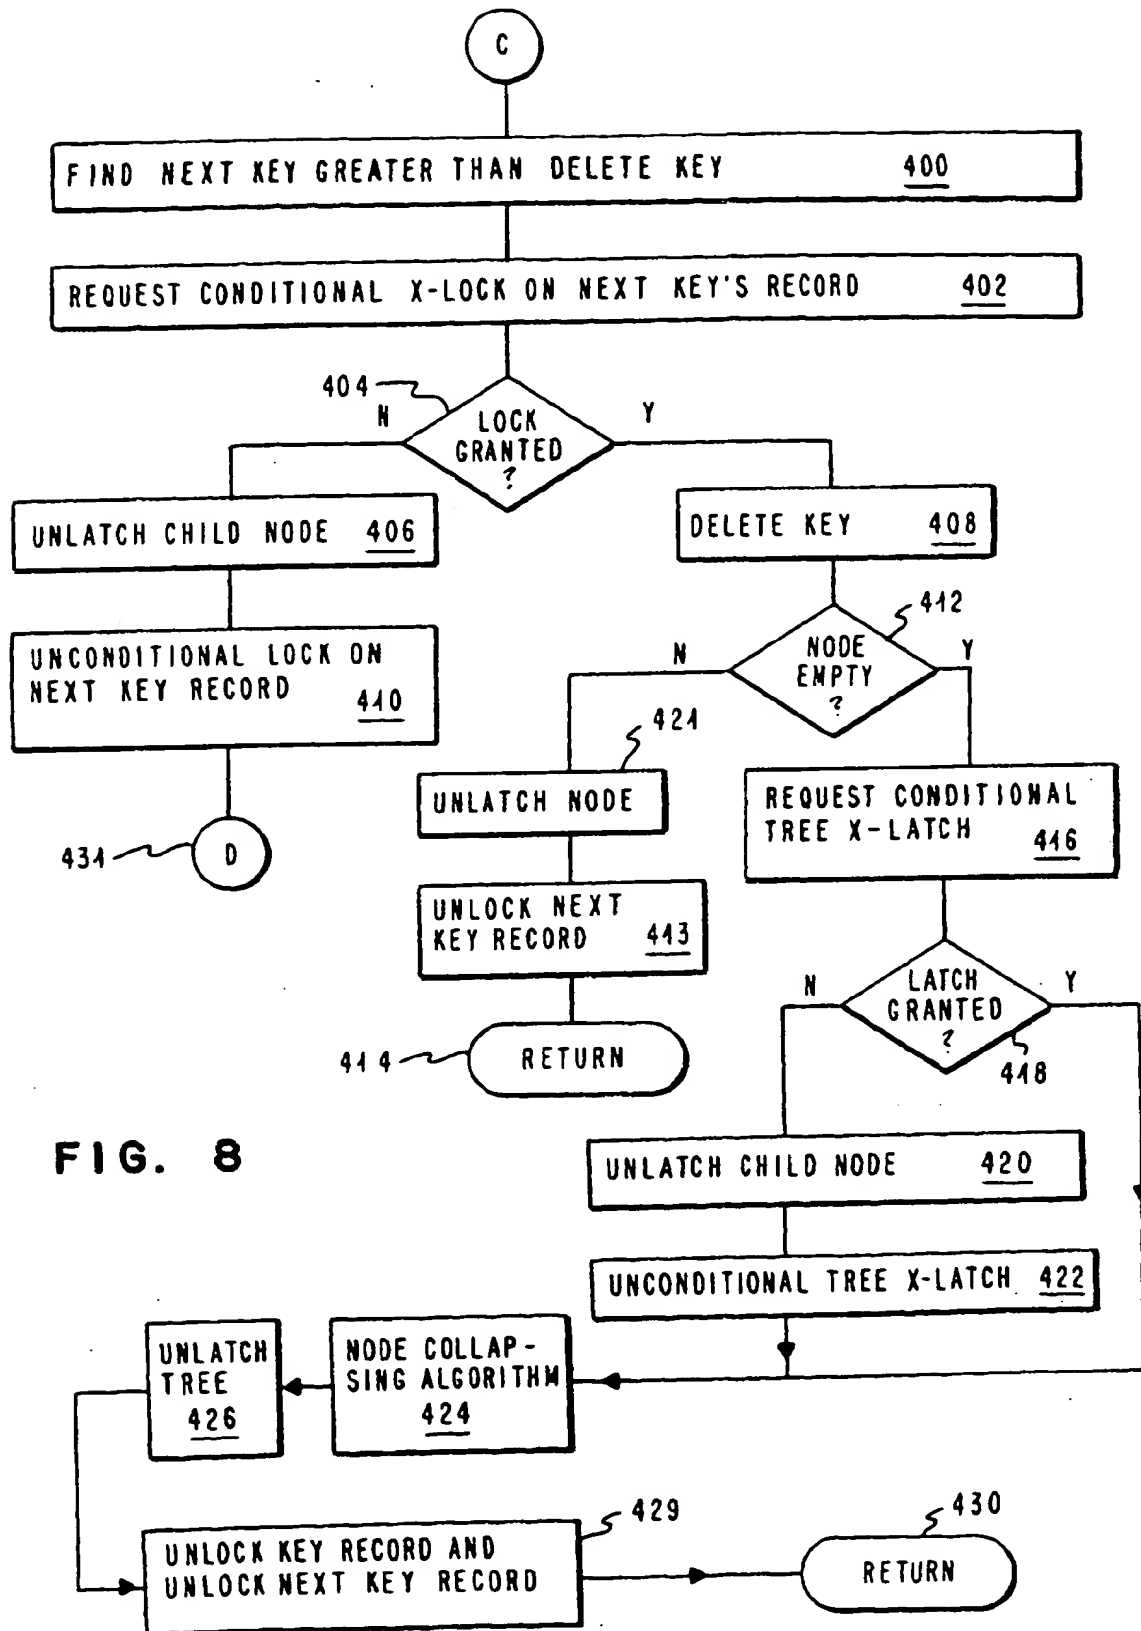 C
FIND NEXT KEY GREATER THAN DELETE KEY 400
REQUEST CONDITIONAL X-LOCK ON NEXT KEY'S RECORD 402
404
N
LOCK
GRANTED
?
Y
UNLATCH CHILD NODE 406
DELETE KEY 408
UNCONDITIONAL LOCK ON
NEXT KEY RECORD 410
412
N
NODE
EMPTY
?
Y
421
UNLATCH NODE
REQUEST CONDITIONAL
TREE X-LATCH 416
431
D
UNLOCK NEXT
KEY RECORD 413
N
LATCH
GRANTED
?
Y
418
414
RETURN
FIG. 8
UNLATCH CHILD NODE 420
UNCONDITIONAL TREE X-LATCH 422
UNLATCH
TREE
426
NODE COLLAP-
SING ALGORITHM
424
429
UNLOCK KEY RECORD AND
UNLOCK NEXT KEY RECORD
430
RETURN